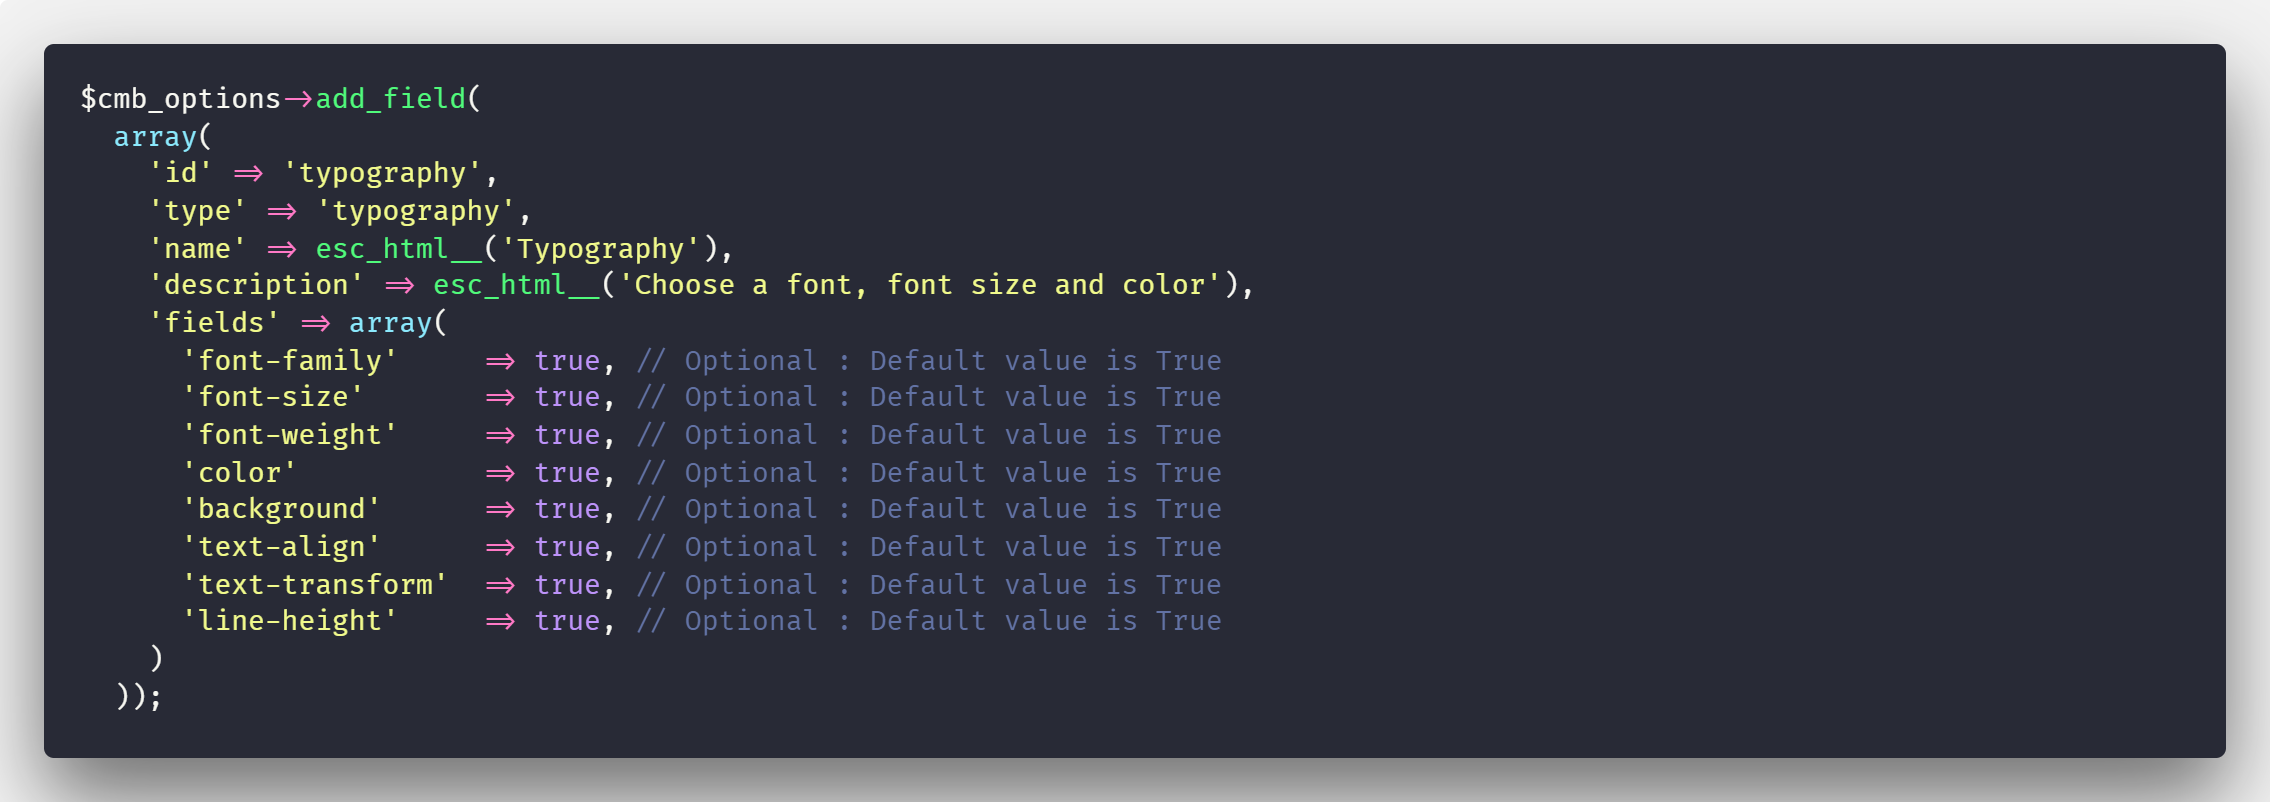 $cmb_options->add_field(
  array(
    'id' => 'typography',
    'type' => 'typography',
    'name' => esc_html__('Typography'),
    'description' => esc_html__('Choose a font, font size and color'),
    'fields' => array(
      'font-family'     => true, // Optional : Default value is True
      'font-size'       => true, // Optional : Default value is True
      'font-weight'     => true, // Optional : Default value is True
      'color'           => true, // Optional : Default value is True
      'background'      => true, // Optional : Default value is True
      'text-align'      => true, // Optional : Default value is True
      'text-transform'  => true, // Optional : Default value is True
      'line-height'     => true, // Optional : Default value is True
    )
  ));